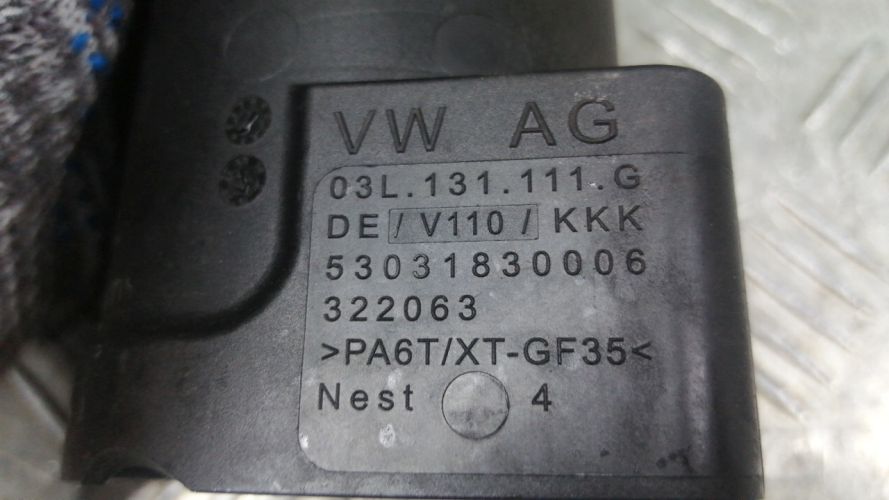 VW AG
03L.131.111.G
DE / V110 / KKK
53031830006
322063
>PA6T/XT-GF35<
Nest 4